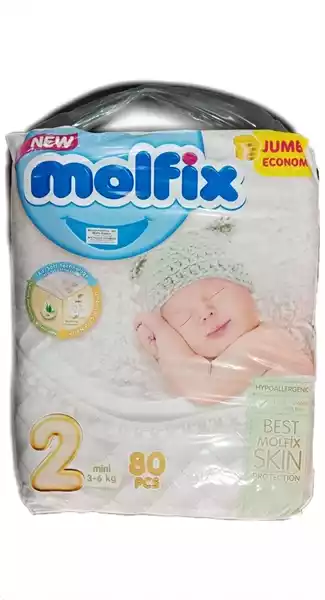 NEW
molfix
JUMB
ECONOM
HYPOALLERGENIC
BEST
MOLFIX
SKIN
PROTECTION
2
mini
3-6 kg
80
PCS